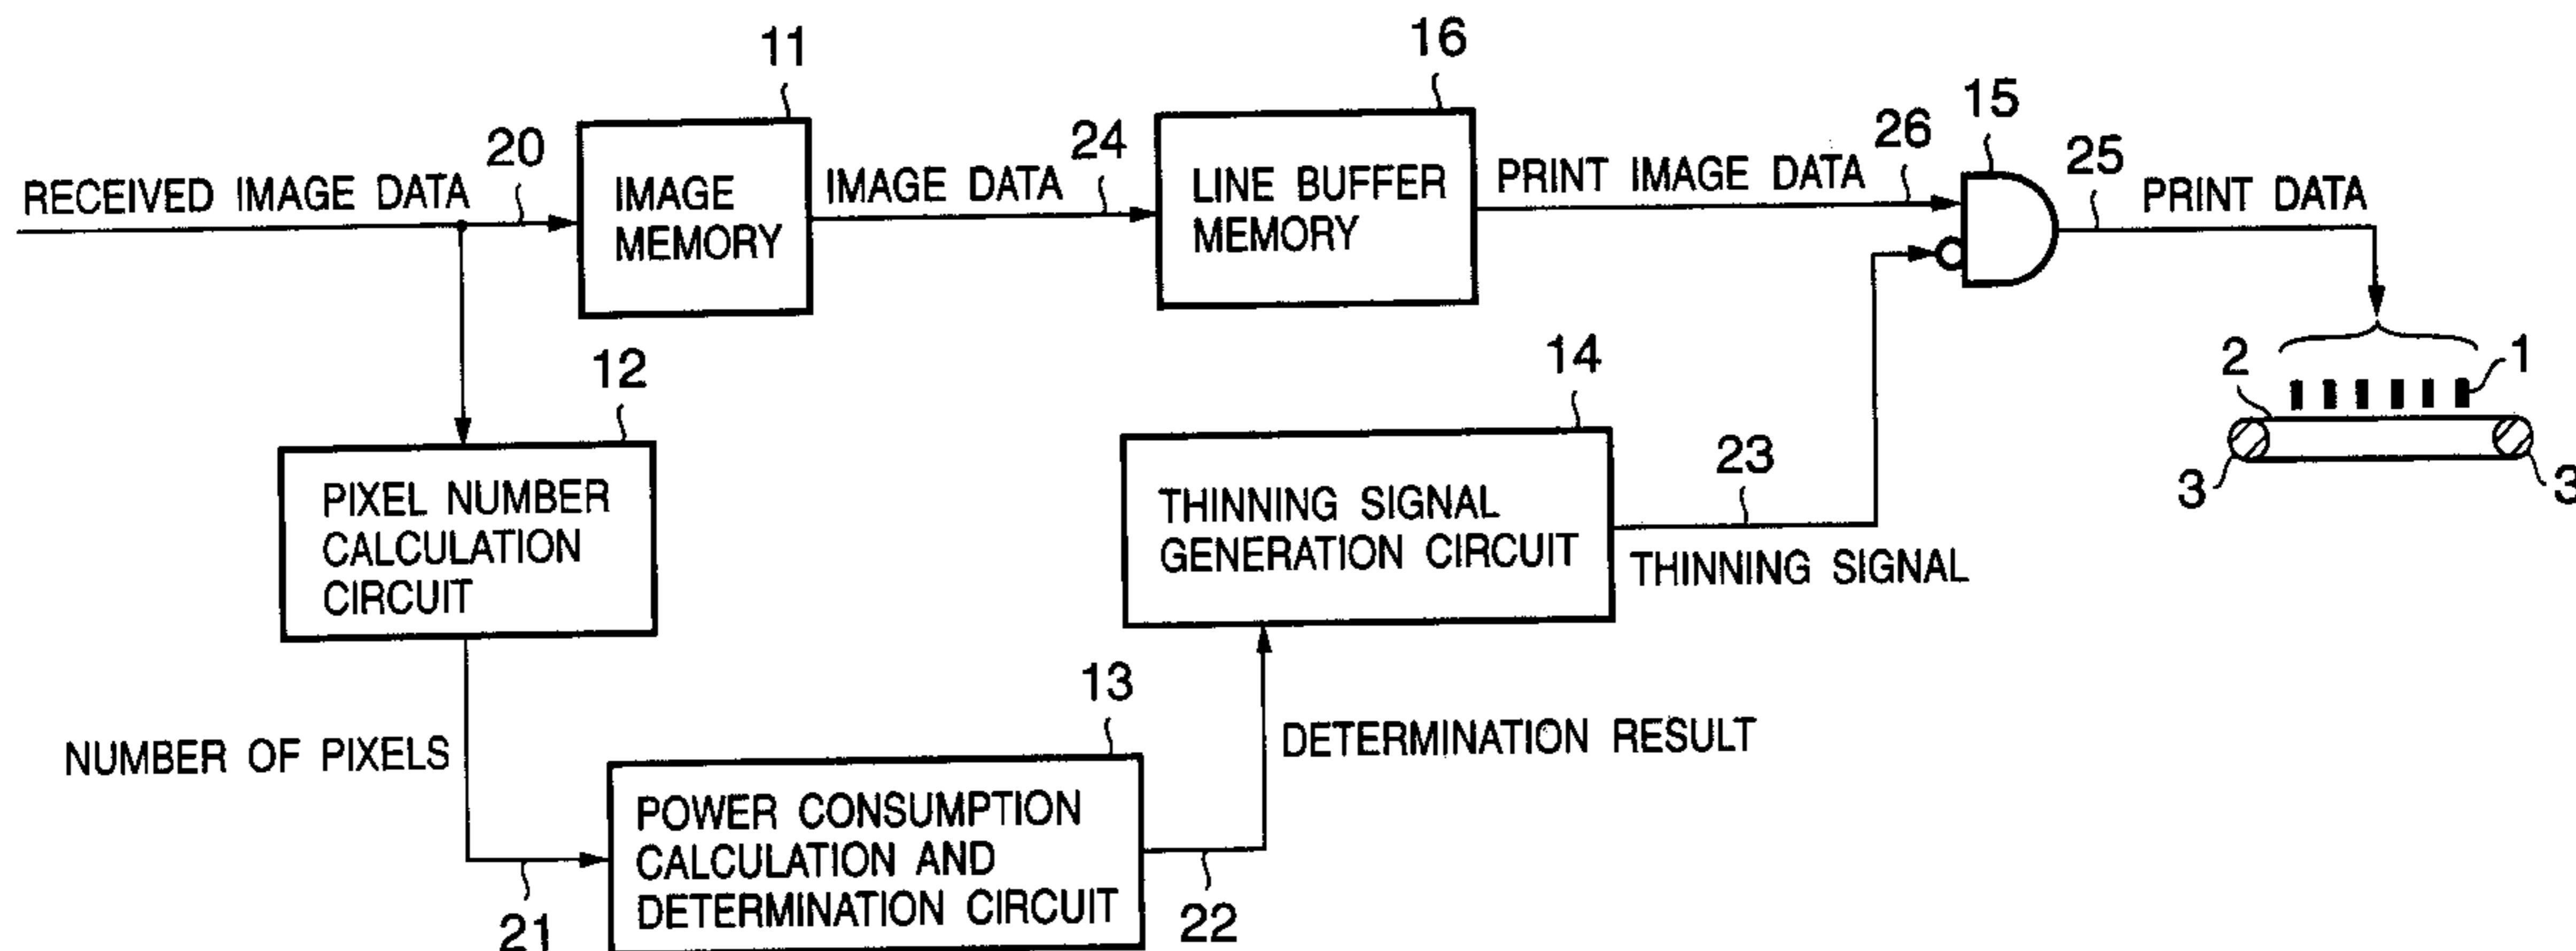 11
16
15
20
24
26
25
RECEIVED IMAGE DATA
IMAGE
MEMORY
IMAGE DATA
LINE BUFFER
MEMORY
PRINT IMAGE DATA
PRINT DATA
12
14
2
1
3
3
PIXEL NUMBER
CALCULATION
CIRCUIT
THINNING SIGNAL
GENERATION CIRCUIT
23
THINNING SIGNAL
13
NUMBER OF PIXELS
DETERMINATION RESULT
POWER CONSUMPTION
CALCULATION AND
DETERMINATION CIRCUIT
21
22